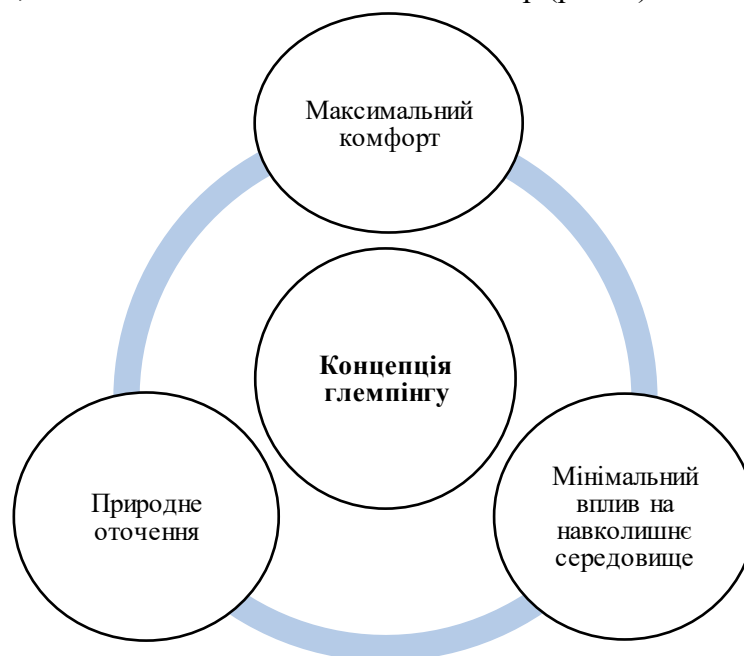 Максимальний
комфорт
Концепція
глемпінгу
Природне
оточення
Мінімальний
вплив на
навколишнє
середовище